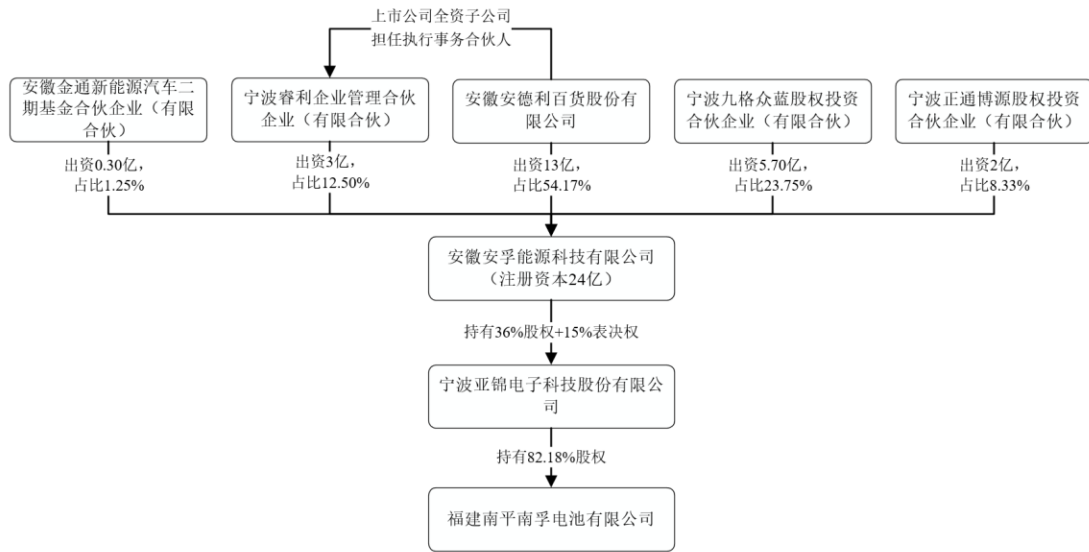 上市公司全资子公司
担任执行事务合伙人
安徽金通新能源汽车二
期基金合伙企业（有限
合伙）
宁波睿利企业管理合伙
企业（有限合伙）
安徽安德利百货股份有
限公司
宁波九格众蓝股权投资
合伙企业（有限合伙）
宁波正通博源股权投资
合伙企业（有限合伙）
出资0.30亿，
占比1.25%
出资3亿，
占比12.50%
出资13亿，
占比54.17%
出资5.70亿，
占比23.75%
出资2亿，
占比8.33%
安徽安孚能源科技有限公司
（注册资本24亿）
持有36%股权+15%表决权
宁波亚锦电子科技股份有限公
司
持有82.18%股权
福建南平南孚电池有限公司